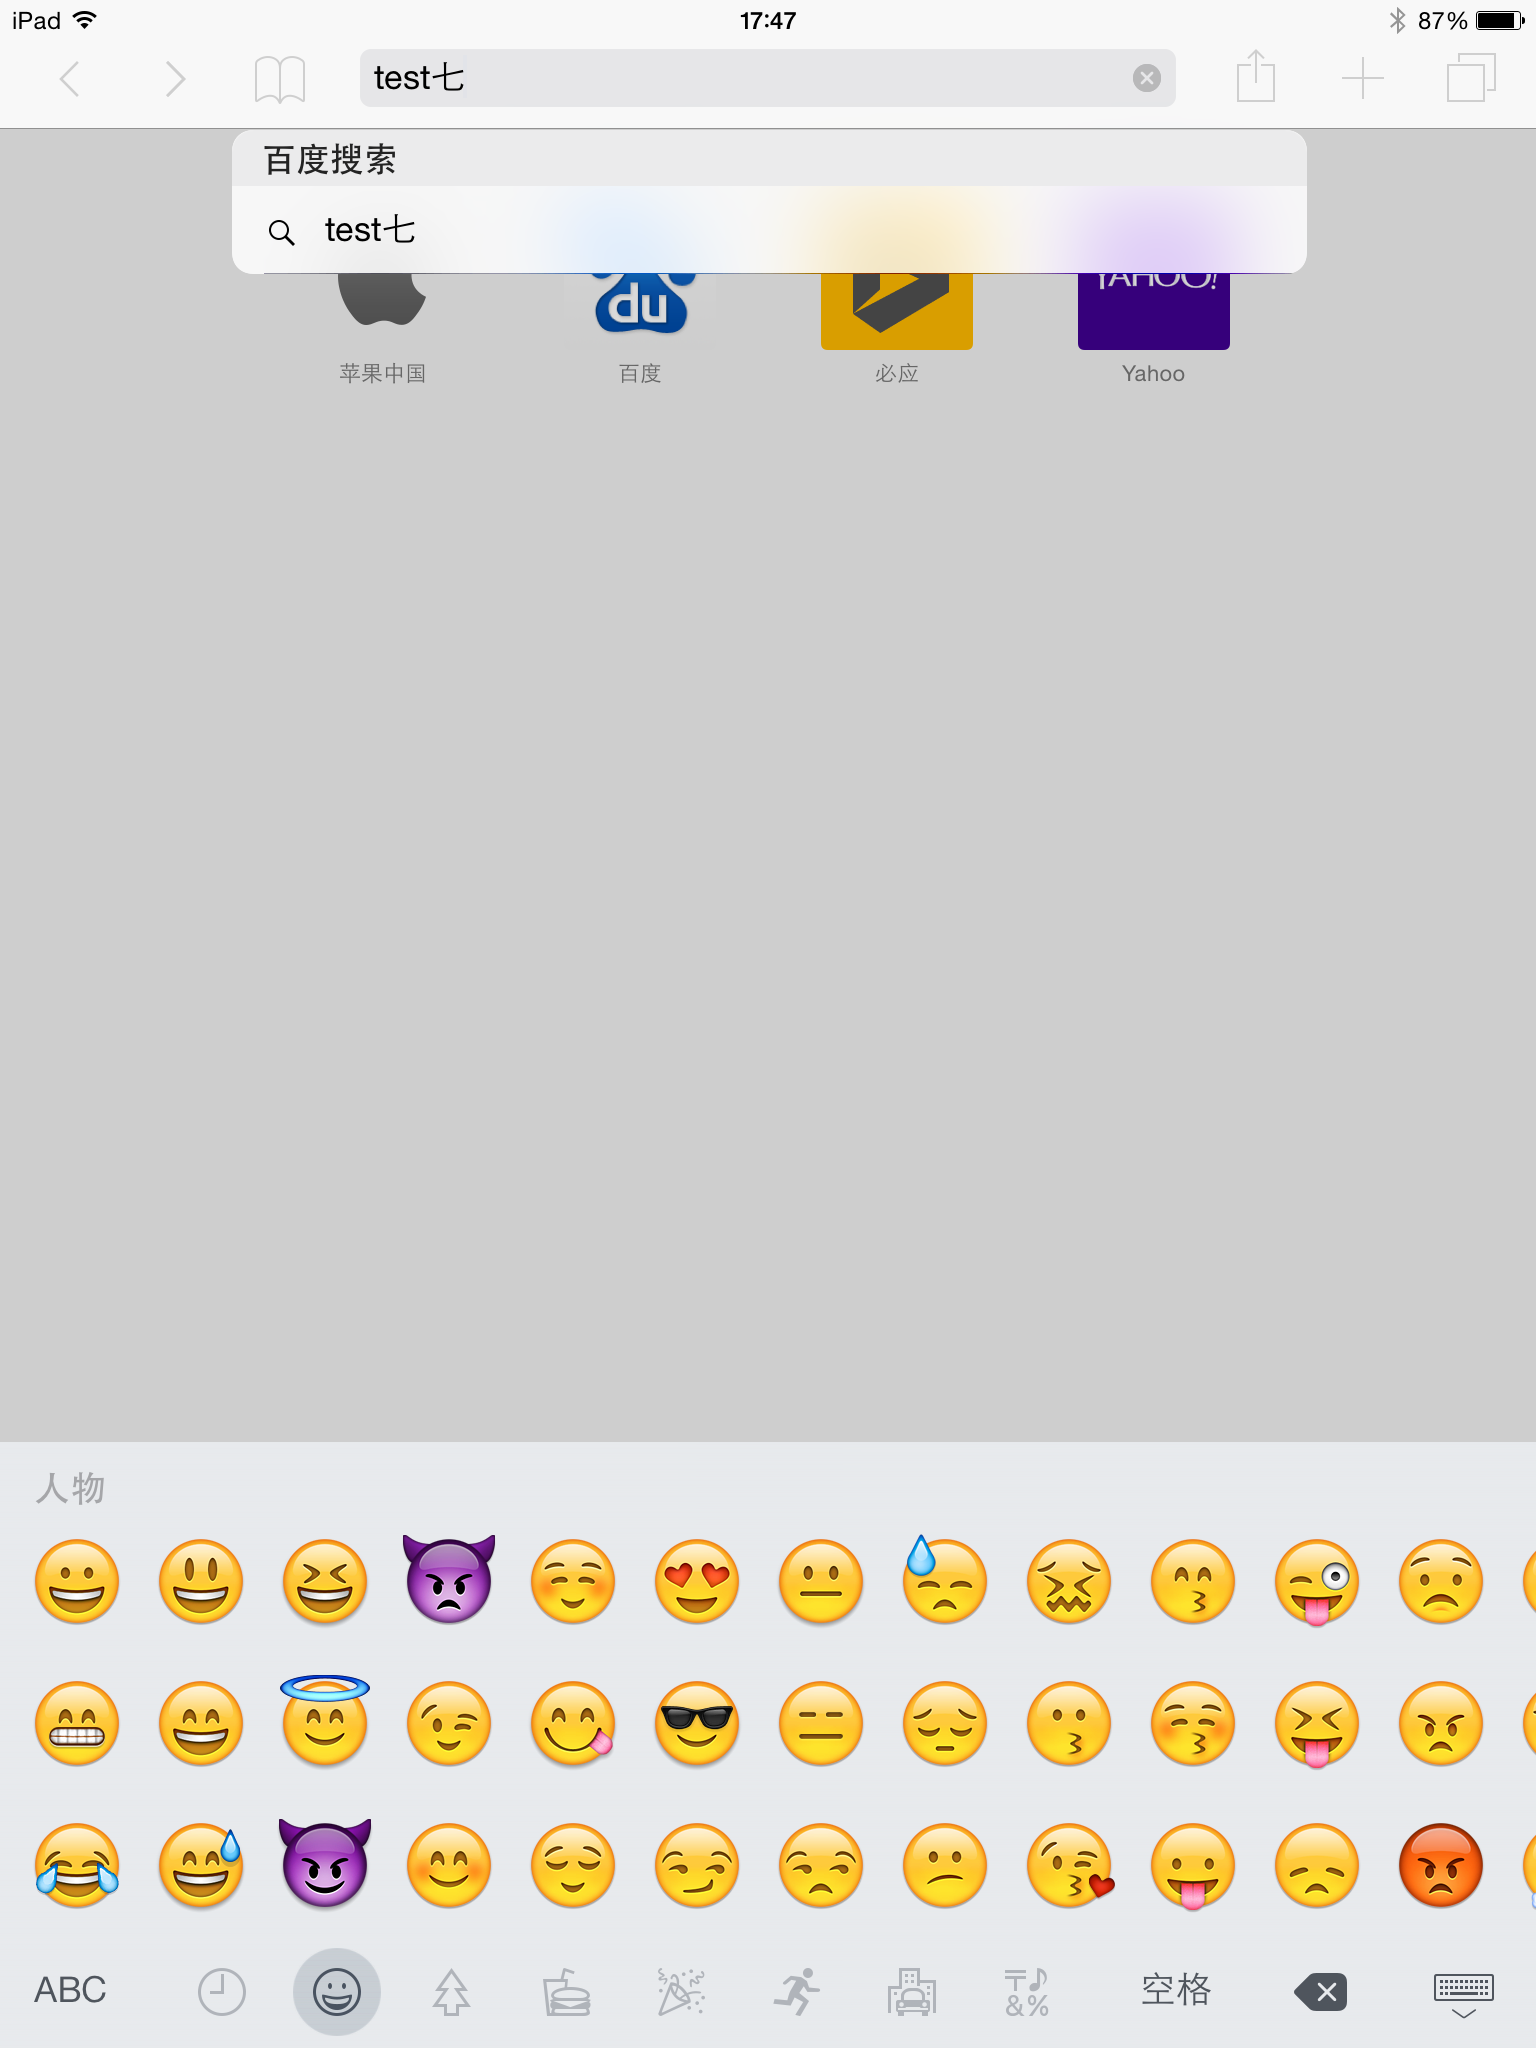 iPad 17:47 87%
test七
百度搜索
test七
du YAHOO!
苹果中国 百度 必应 Yahoo
人物
ABC &% 空格